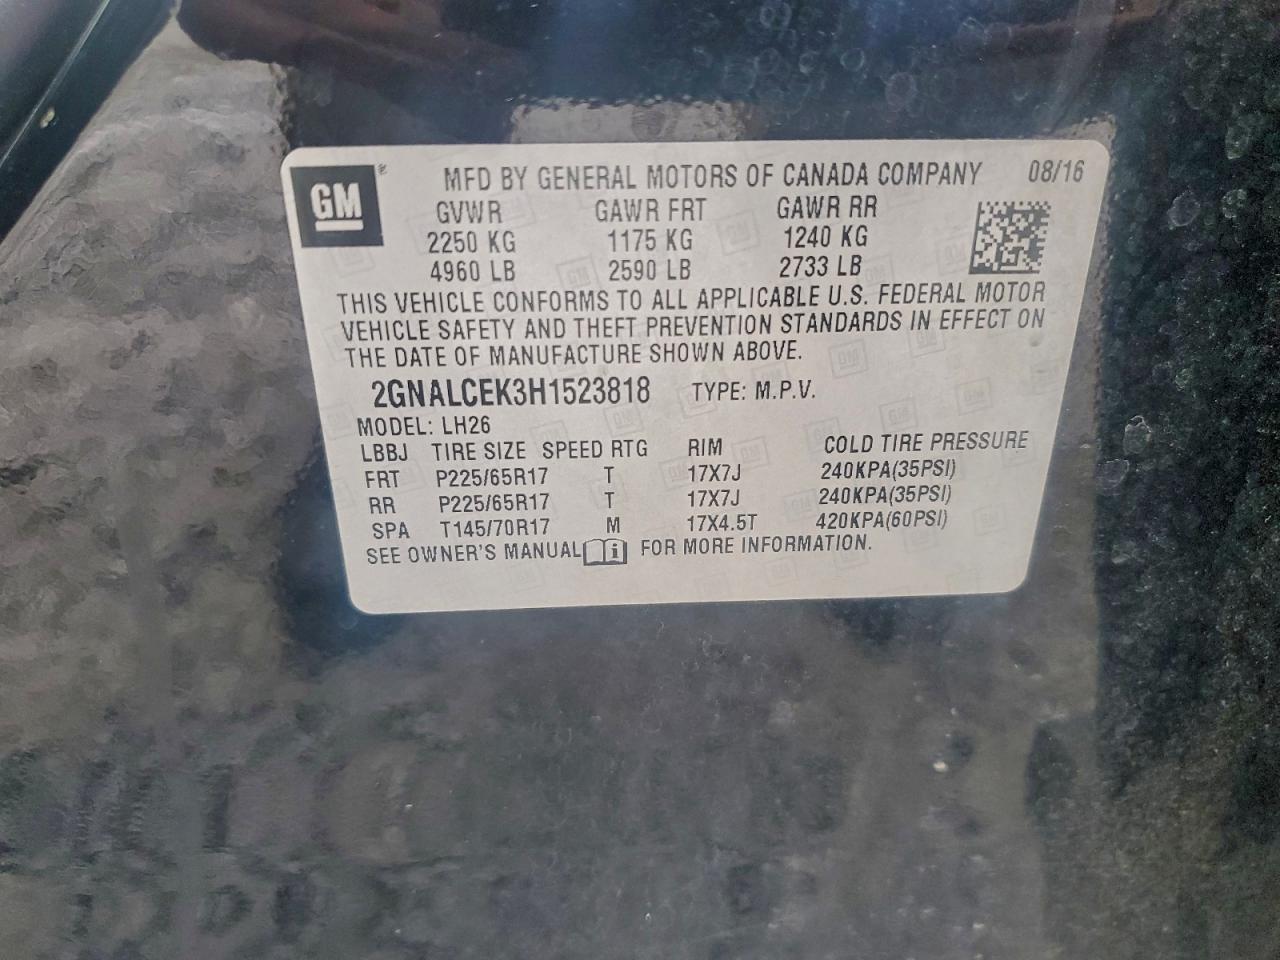 GM
MFD BY GENERAL MOTORS OF CANADA COMPANY 08/16
GVWR GAWR FRT GAWR RR
2250 KG 1175 KG 1240 KG
4960 LB 2590 LB 2733 LB
THIS VEHICLE CONFORMS TO ALL APPLICABLE U.S. FEDERAL MOTOR
VEHICLE SAFETY AND THEFT PREVENTION STANDARDS IN EFFECT ON
THE DATE OF MANUFACTURE SHOWN ABOVE.
2GNALCEK3H1523818 TYPE: M.P.V.
MODEL: LH26
LBBJ TIRE SIZE SPEED RTG RIM COLD TIRE PRESSURE
FRT P225/65R17 T 17X7J 240KPA(35PSI)
RR P225/65R17 T 17X7J 240KPA(35PSI)
SPA T145/70R17 M 17X4.5T 420KPA(60PSI)
SEE OWNER'S MANUAL i FOR MORE INFORMATION.